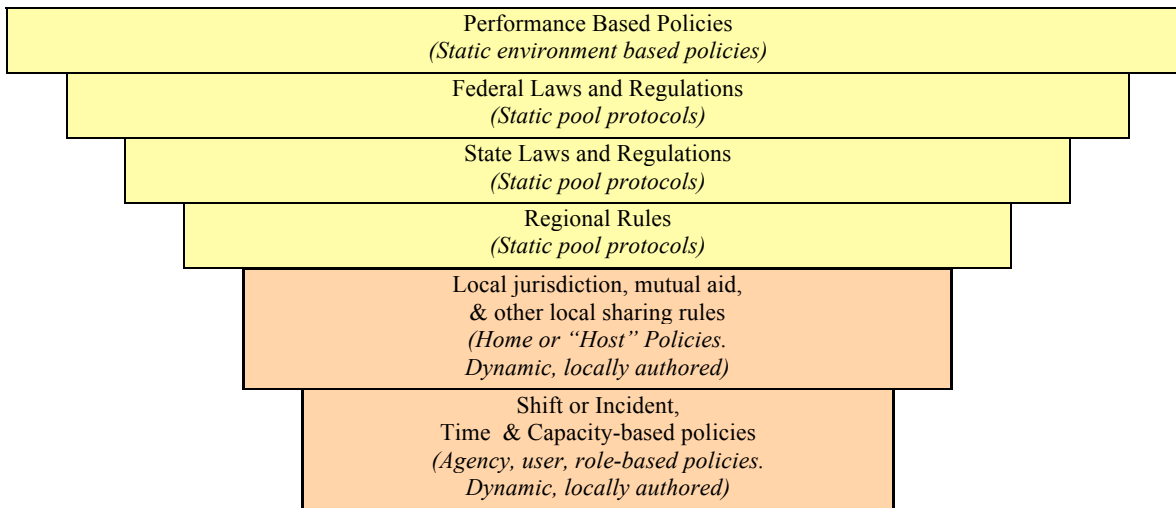 Performance Based Policies
(Static environment based policies)
Federal Laws and Regulations
(Static pool protocols)
State Laws and Regulations
(Static pool protocols)
Regional Rules
(Static pool protocols)
Local jurisdiction, mutual aid,
& other local sharing rules
(Home or “Host” Policies.
Dynamic, locally authored)
Shift or Incident,
Time & Capacity-based policies
(Agency, user, role-based policies.
Dynamic, locally authored)